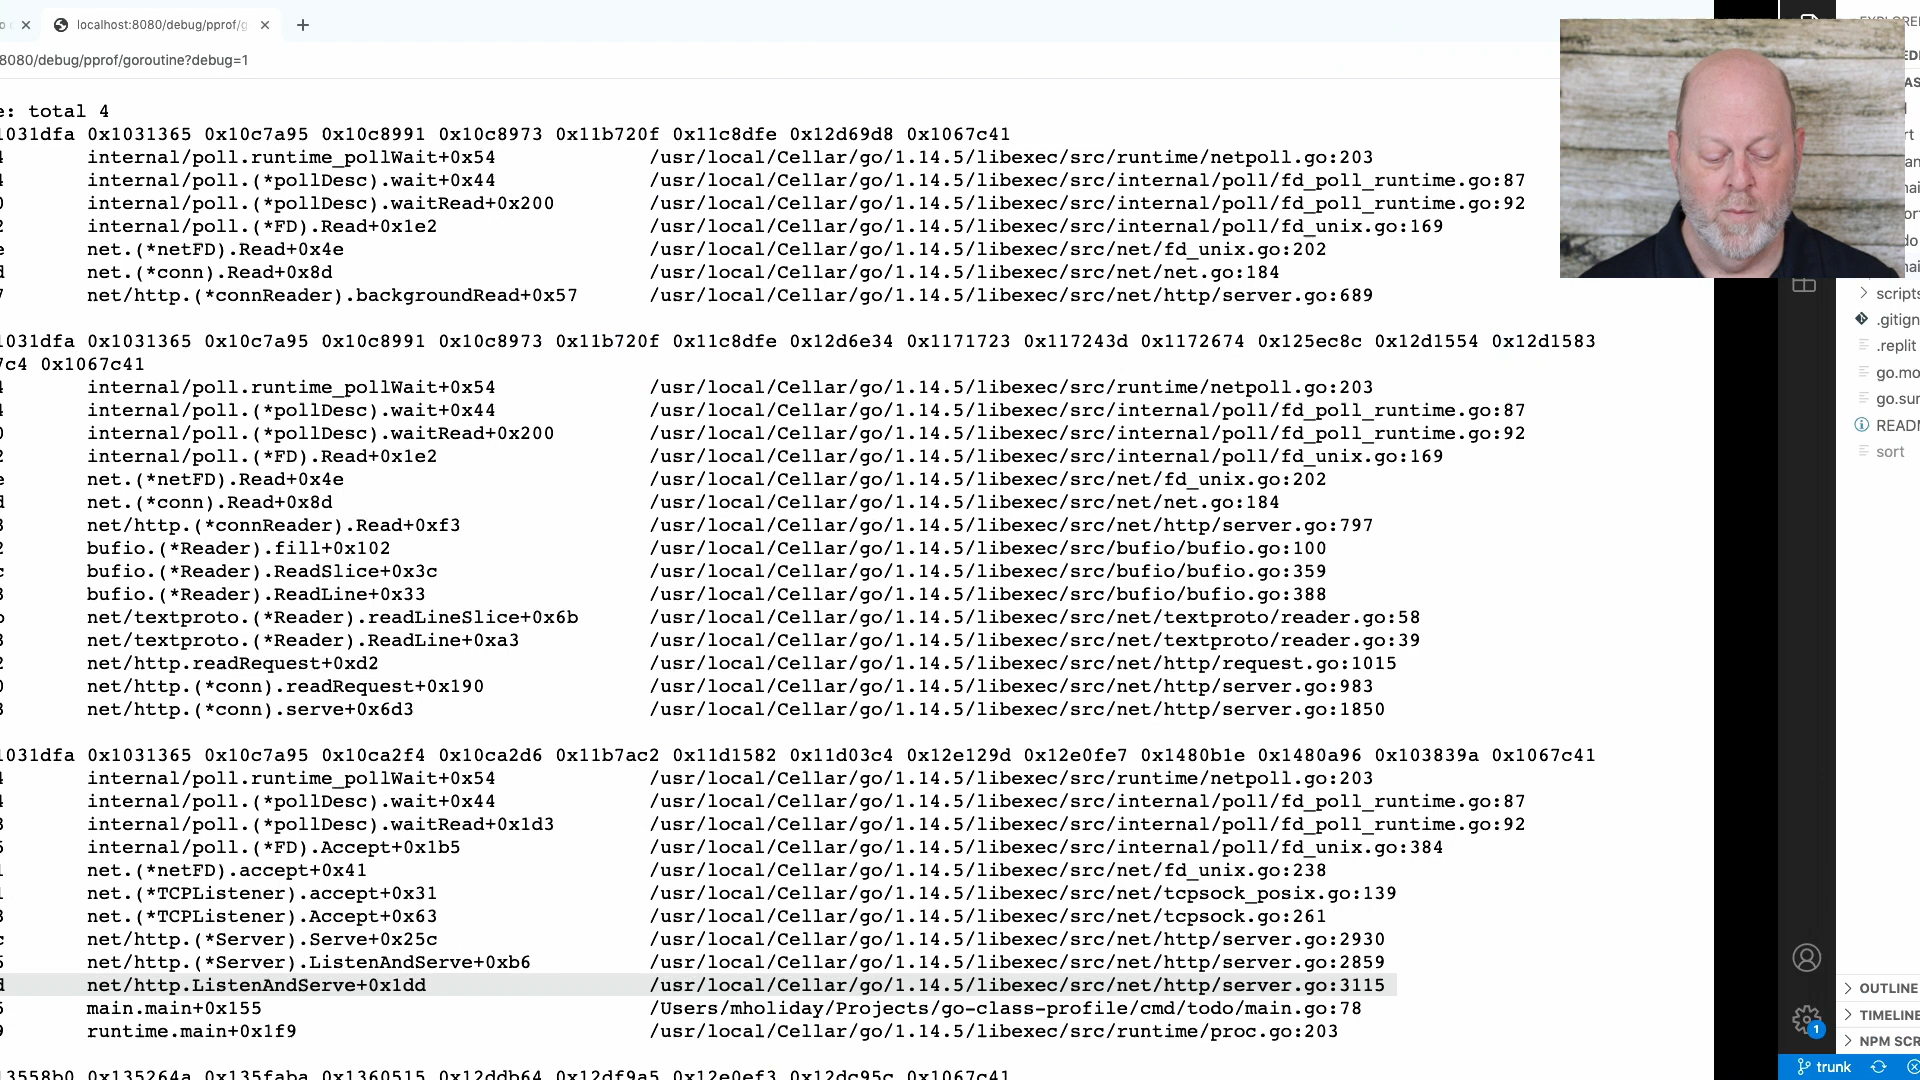 localhost:8080/debug/pprof/g
8080/debug/pprof/goroutine?debug=1
e: total 4
1031dfa 0x1031365 0x10c7a95 0x10c8991 0x10c8973 0x11b720f 0x11c8dfe 0x12d69d8 0x1067c41
internal/poll.runtime_pollWait+0x54 /usr/local/Cellar/go/1.14.5/libexec/src/runtime/netpoll.go:203
internal/poll.(*pollDesc).wait+0x44 /usr/local/Cellar/go/1.14.5/libexec/src/internal/poll/fd_poll_runtime.go:87
internal/poll.(*pollDesc).waitRead+0x200 /usr/local/Cellar/go/1.14.5/libexec/src/internal/poll/fd_poll_runtime.go:92
internal/poll.(*FD).Read+0x1e2 /usr/local/Cellar/go/1.14.5/libexec/src/internal/poll/fd_unix.go:169
net.(*netFD).Read+0x4e /usr/local/Cellar/go/1.14.5/libexec/src/net/fd_unix.go:202
net.(*conn).Read+0x8d /usr/local/Cellar/go/1.14.5/libexec/src/net/net.go:184
net/http.(*connReader).backgroundRead+0x57 /usr/local/Cellar/go/1.14.5/libexec/src/net/http/server.go:689
1031dfa 0x1031365 0x10c7a95 0x10c8991 0x10c8973 0x11b720f 0x11c8dfe 0x12d6e34 0x1171723 0x117243d 0x1172674 0x125ec8c 0x12d1554 0x12d1583
7c4 0x1067c41
internal/poll.runtime_pollWait+0x54 /usr/local/Cellar/go/1.14.5/libexec/src/runtime/netpoll.go:203
internal/poll.(*pollDesc).wait+0x44 /usr/local/Cellar/go/1.14.5/libexec/src/internal/poll/fd_poll_runtime.go:87
internal/poll.(*pollDesc).waitRead+0x200 /usr/local/Cellar/go/1.14.5/libexec/src/internal/poll/fd_poll_runtime.go:92
internal/poll.(*FD).Read+0x1e2 /usr/local/Cellar/go/1.14.5/libexec/src/internal/poll/fd_unix.go:169
net.(*netFD).Read+0x4e /usr/local/Cellar/go/1.14.5/libexec/src/net/fd_unix.go:202
net.(*conn).Read+0x8d /usr/local/Cellar/go/1.14.5/libexec/src/net/net.go:184
net/http.(*connReader).Read+0xf3 /usr/local/Cellar/go/1.14.5/libexec/src/net/http/server.go:797
bufio.(*Reader).fill+0x102 /usr/local/Cellar/go/1.14.5/libexec/src/bufio/bufio.go:100
bufio.(*Reader).ReadSlice+0x3c /usr/local/Cellar/go/1.14.5/libexec/src/bufio/bufio.go:359
bufio.(*Reader).ReadLine+0x33 /usr/local/Cellar/go/1.14.5/libexec/src/bufio/bufio.go:388
net/textproto.(*Reader).readLineSlice+0x6b /usr/local/Cellar/go/1.14.5/libexec/src/net/textproto/reader.go:58
net/textproto.(*Reader).ReadLine+0xa3 /usr/local/Cellar/go/1.14.5/libexec/src/net/textproto/reader.go:39
net/http.readRequest+0xd2 /usr/local/Cellar/go/1.14.5/libexec/src/net/http/request.go:1015
net/http.(*conn).readRequest+0x190 /usr/local/Cellar/go/1.14.5/libexec/src/net/http/server.go:983
net/http.(*conn).serve+0x6d3 /usr/local/Cellar/go/1.14.5/libexec/src/net/http/server.go:1850
1031dfa 0x1031365 0x10c7a95 0x10ca2f4 0x10ca2d6 0x11b7ac2 0x11d1582 0x11d03c4 0x12e129d 0x12e0fe7 0x1480b1e 0x1480a96 0x103839a 0x1067c41
internal/poll.runtime_pollWait+0x54 /usr/local/Cellar/go/1.14.5/libexec/src/runtime/netpoll.go:203
internal/poll.(*pollDesc).wait+0x44 /usr/local/Cellar/go/1.14.5/libexec/src/internal/poll/fd_poll_runtime.go:87
internal/poll.(*pollDesc).waitRead+0x1d3 /usr/local/Cellar/go/1.14.5/libexec/src/internal/poll/fd_poll_runtime.go:92
internal/poll.(*FD).Accept+0x1b5 /usr/local/Cellar/go/1.14.5/libexec/src/internal/poll/fd_unix.go:384
net.(*netFD).accept+0x41 /usr/local/Cellar/go/1.14.5/libexec/src/net/fd_unix.go:238
net.(*TCPListener).accept+0x31 /usr/local/Cellar/go/1.14.5/libexec/src/net/tcpsock_posix.go:139
net.(*TCPListener).Accept+0x63 /usr/local/Cellar/go/1.14.5/libexec/src/net/tcpsock.go:261
net/http.(*Server).Serve+0x25c /usr/local/Cellar/go/1.14.5/libexec/src/net/http/server.go:2930
net/http.(*Server).ListenAndServe+0xb6 /usr/local/Cellar/go/1.14.5/libexec/src/net/http/server.go:2859
net/http.ListenAndServe+0x1dd /usr/local/Cellar/go/1.14.5/libexec/src/net/http/server.go:3115
main.main+0x155 /Users/mholiday/Projects/go-class-profile/cmd/todo/main.go:78
runtime.main+0x1f9 /usr/local/Cellar/go/1.14.5/libexec/src/runtime/proc.go:203
13558b0 0x135264a 0x135faba 0x1360515 0x12ddb64 0x12df9a5 0x12e0ef3 0x12dc95c 0x1067c41
scripts
.gitign
.replit
go.mo
go.sum
READM
sort
OUTLINE
TIMELINE
NPM SCR
1
trunk